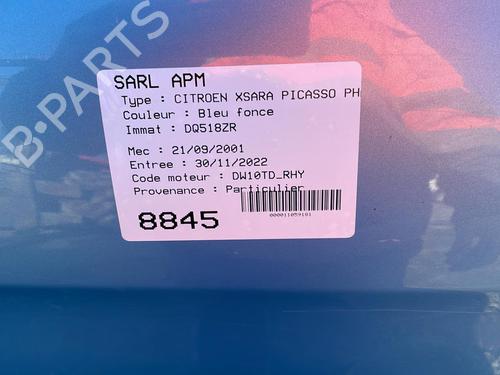 SARL APM
Type : CITROEN XSARA PICASSO PH
Couleur : Bleu fonce
Immat : DQ518ZR
Mec : 21/09/2001
Entree : 30/11/2022
Code moteur : DW10TD_RHY
Provenance : Particulier
8845
000011059101
B-PARTS